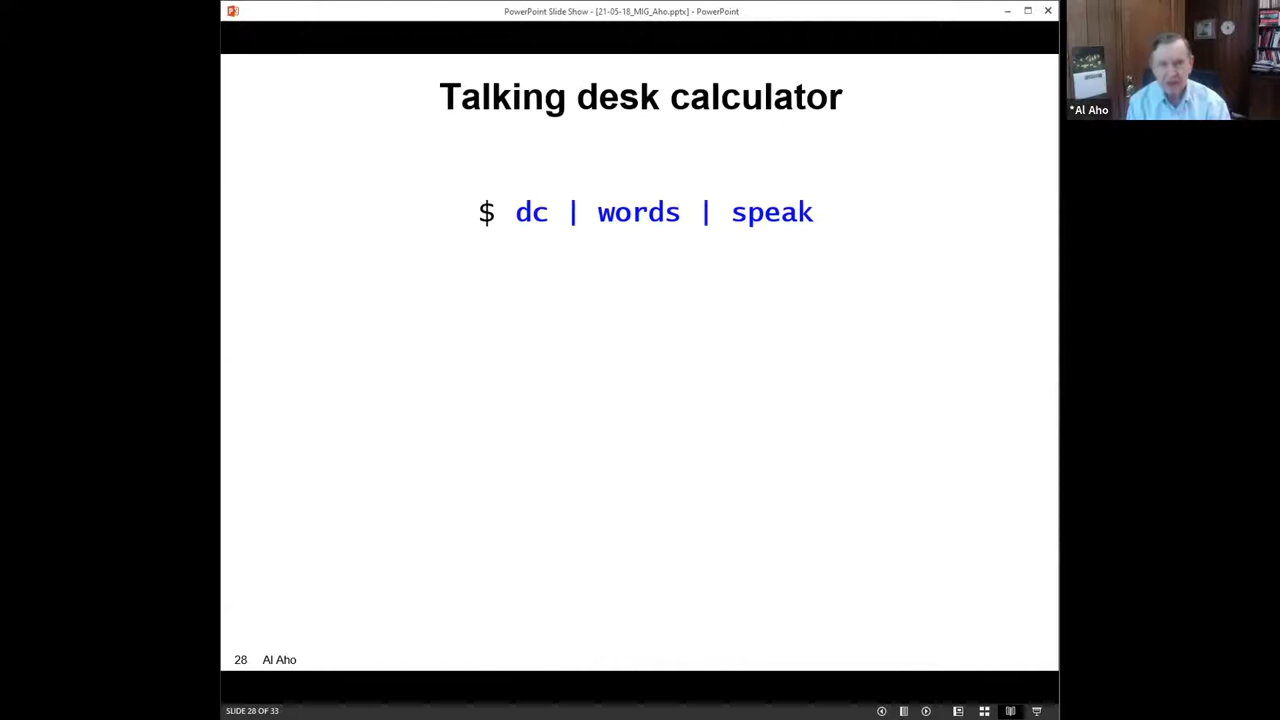 PowerPoint Slide Show - [21-05-18_MIG_Aho.pptx] - PowerPoint
Talking desk calculator
$ dc | words | speak
*Al Aho
28 Al Aho
SLIDE 28 OF 33